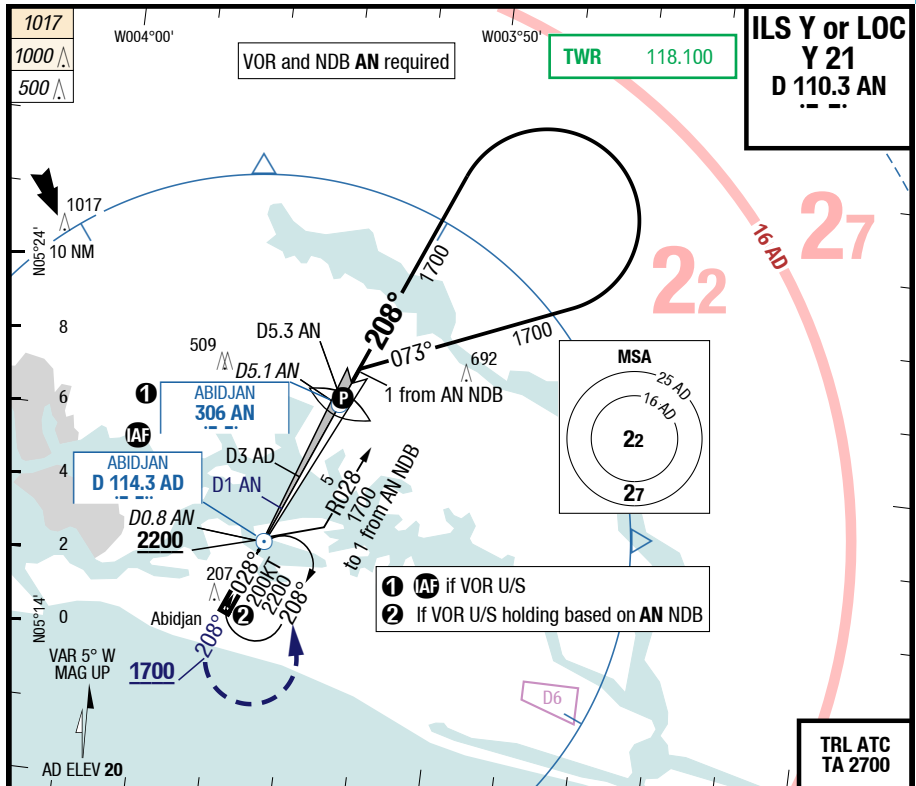 1017
1000
500
W004°00'
VOR and NDB AN required
W003°50'
TWR 118.100
ILS Y or LOC
Y 21
D 110.3 AN
1017
10 NM
N05°24'
1700
1700
16 AD
22
27
208°
073°
D5.3 AN
509
D5.1 AN
692
1 from AN NDB
P
8
6
4
2
0
1
ABIDJAN
306 AN
IAF
ABIDJAN
D 114.3 AD
D3 AD
D1 AN
D0.8 AN
2200
5
R028
1700
to 1 from AN NDB
MSA
25 AD
16 AD
22
27
207
028°
200KT
2200
208°
2
Abidjan
208°
1700
N05°14'
1 IAF if VOR U/S
2 If VOR U/S holding based on AN NDB
VAR 5° W
MAG UP
AD ELEV 20
D6
TRL ATC
TA 2700